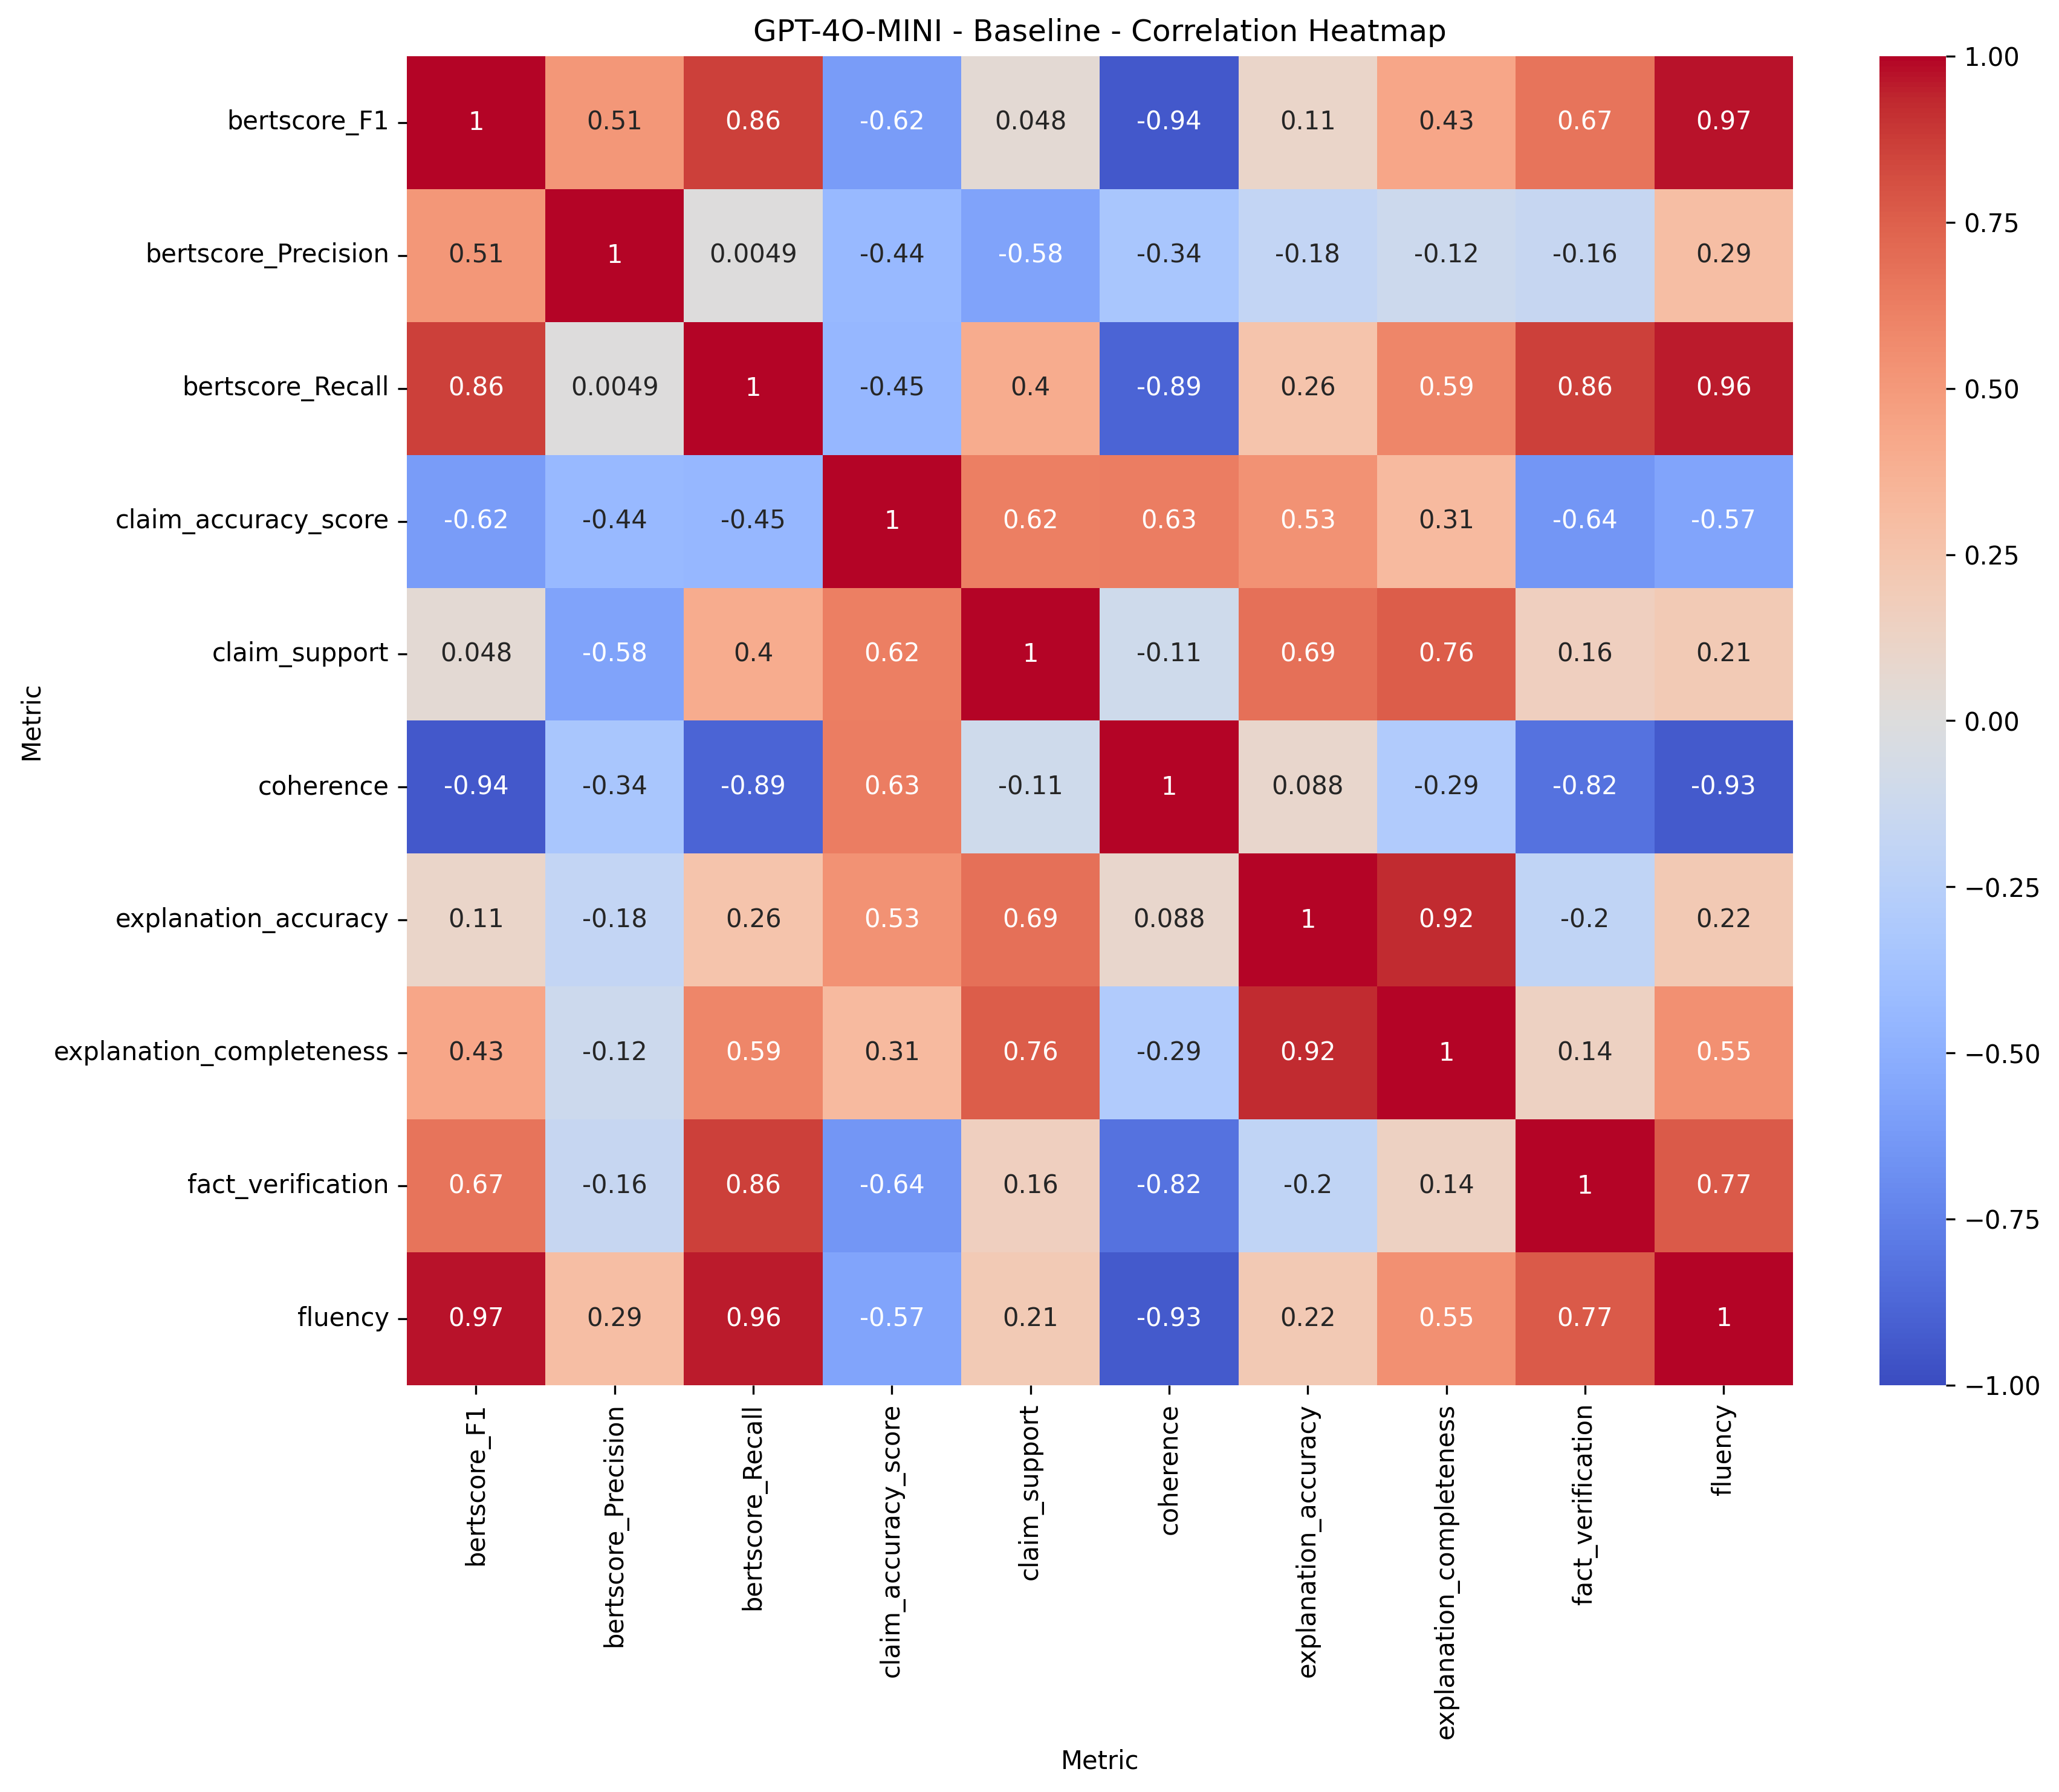 GPT-4O-MINI - Baseline - Correlation Heatmap
bertscore_F1 1 0.51 0.86 -0.62 0.048 -0.94 0.11 0.43 0.67 0.97
bertscore_Precision 0.51 1 0.0049 -0.44 -0.58 -0.34 -0.18 -0.12 -0.16 0.29
bertscore_Recall 0.86 0.0049 1 -0.45 0.4 -0.89 0.26 0.59 0.86 0.96
claim_accuracy_score -0.62 -0.44 -0.45 1 0.62 0.63 0.53 0.31 -0.64 -0.57
claim_support 0.048 -0.58 0.4 0.62 1 -0.11 0.69 0.76 0.16 0.21
coherence -0.94 -0.34 -0.89 0.63 -0.11 1 0.088 -0.29 -0.82 -0.93
explanation_accuracy 0.11 -0.18 0.26 0.53 0.69 0.088 1 0.92 -0.2 0.22
explanation_completeness 0.43 -0.12 0.59 0.31 0.76 -0.29 0.92 1 0.14 0.55
fact_verification 0.67 -0.16 0.86 -0.64 0.16 -0.82 -0.2 0.14 1 0.77
fluency 0.97 0.29 0.96 -0.57 0.21 -0.93 0.22 0.55 0.77 1
Metric
bertscore_F1
bertscore_Precision
bertscore_Recall
claim_accuracy_score
claim_support
coherence
explanation_accuracy
explanation_completeness
fact_verification
fluency
Metric
1.00
0.75
0.50
0.25
0.00
−0.25
−0.50
−0.75
−1.00